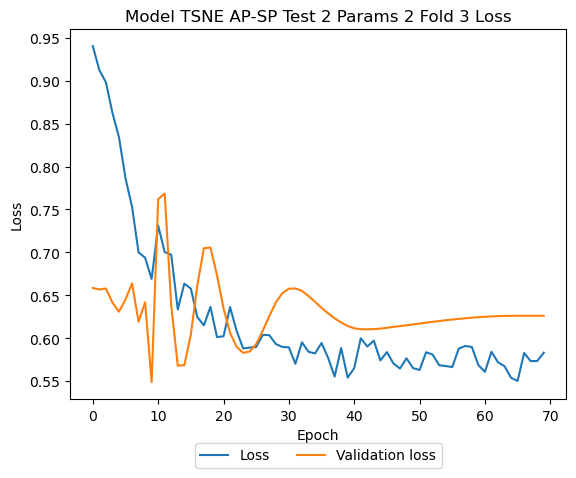 Model TSNE AP-SP Test 2 Params 2 Fold 3 Loss
0.95
0.90
0.85
0.80
0.75
0.70
0.65
0.60
0.55
Loss
0 10 20 30 40 50 60 70
Epoch
Loss Validation loss